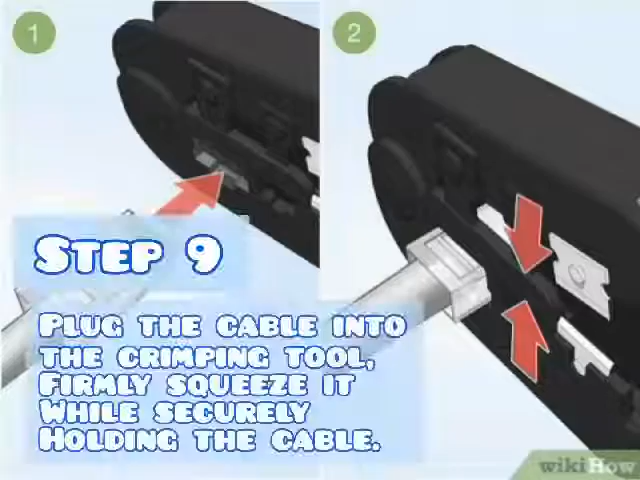 1
2
Step 9
Plug the cable into
the crimping tool,
Firmly squeeze it
While securely
Holding the cable.
wikiHow